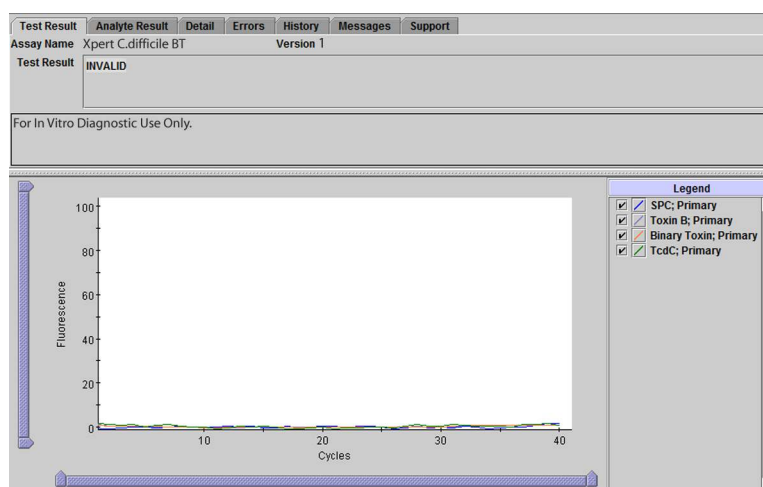 Test Result Analyte Result Detail Errors History Messages Support
Assay Name Xpert C.difficile BT Version 1
Test Result INVALID
For In Vitro Diagnostic Use Only.
Legend
SPC; Primary
Toxin B; Primary
Binary Toxin; Primary
TcdC; Primary
Fluorescence
100
80
60
40
20
0
10 20 30 40
Cycles